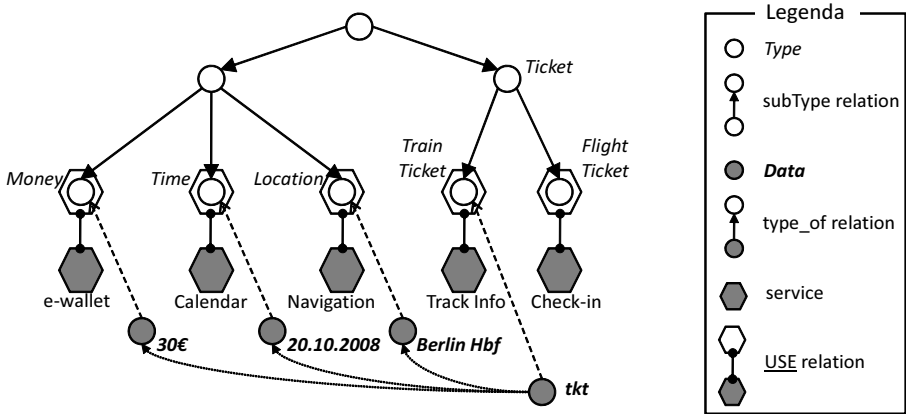 Ticket
Money
Time
Location
Train
Ticket
Flight
Ticket
e-wallet
Calendar
Navigation
Track Info
Check-in
30€
20.10.2008
Berlin Hbf
tkt
Legenda
Type
subType relation
Data
type_of relation
service
USE relation